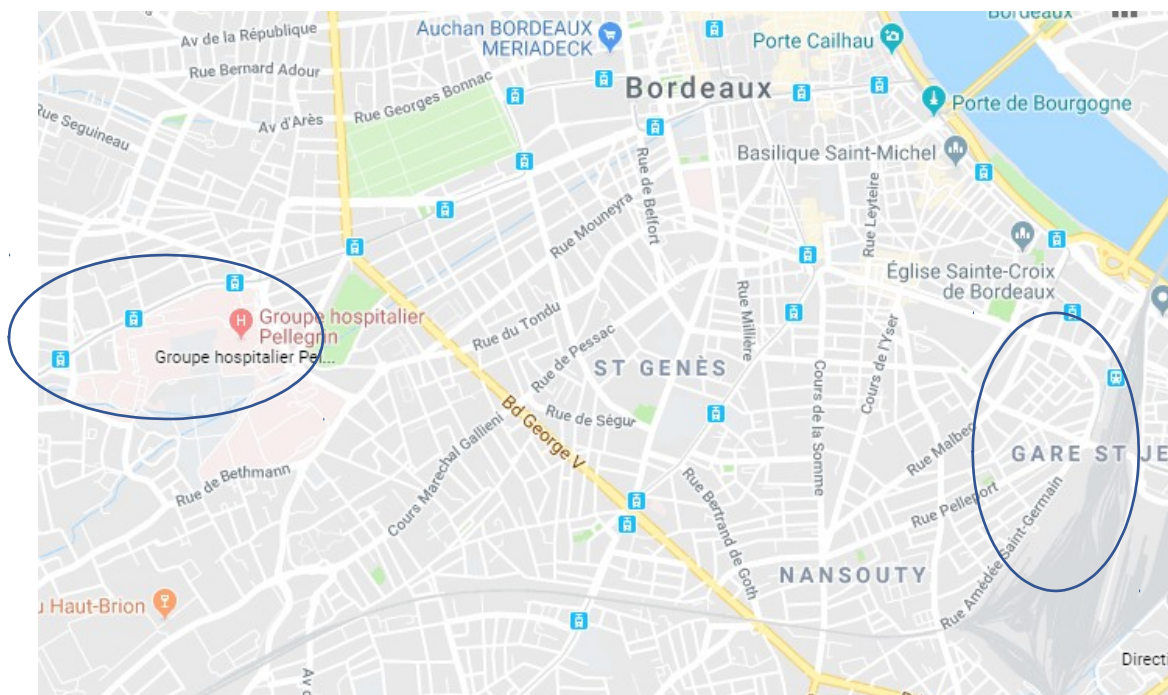 Bordeaux
Auchan BORDEAUX
MERIADECK
Av de la République
Porte Cailhau
Rue Bernard Adour
Bordeaux
Rue Georges Bonnac
Porte de Bourgogne
Av d'Arès
Rue Seguineau
Basilique Saint-Michel
Rue de Belfort
Rue Leyteire
Rue Mouneyra
Église Sainte-Croix
de Bordeaux
Groupe hospitalier
Pellegrin
Groupe hospitalier Pel...
Rue du Tondu
Rue Millière
Rue de Pessac
Cours de l'Yser
ST GENÈS
Cours de la Somme
Bd George V
Rue de Ségur
Cours Marechal Gallieni
Rue Malbec
GARE ST JE
Rue de Bethmann
Rue Pelleport
Rue Bertrand de Goth
Rue Amédée Saint-Germain
NANSOUTY
u Haut-Brion
Directi
Av d